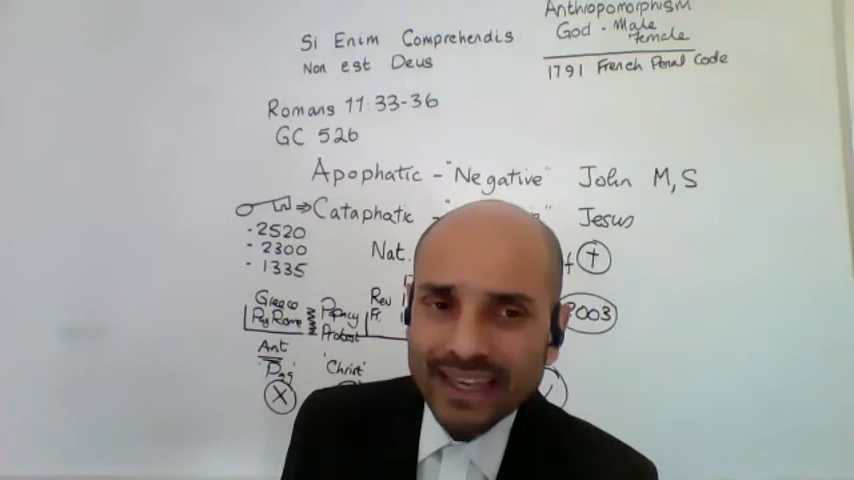 Anthropomorphism
God - Male
Female
1791 French Penal Code
Si Enim Comprehendis
Non est Deus
Romans 11:33-36
GC 526
Apophatic - "Negative" John M, S
⇒ Cataphatic - " " Jesus
- 2520
- 2300
- 1335
Nat.
Greece
Pag Rome
Papacy
Protest
Rev
Fr.
2003
Ant
'Pag'
'Christ'
X